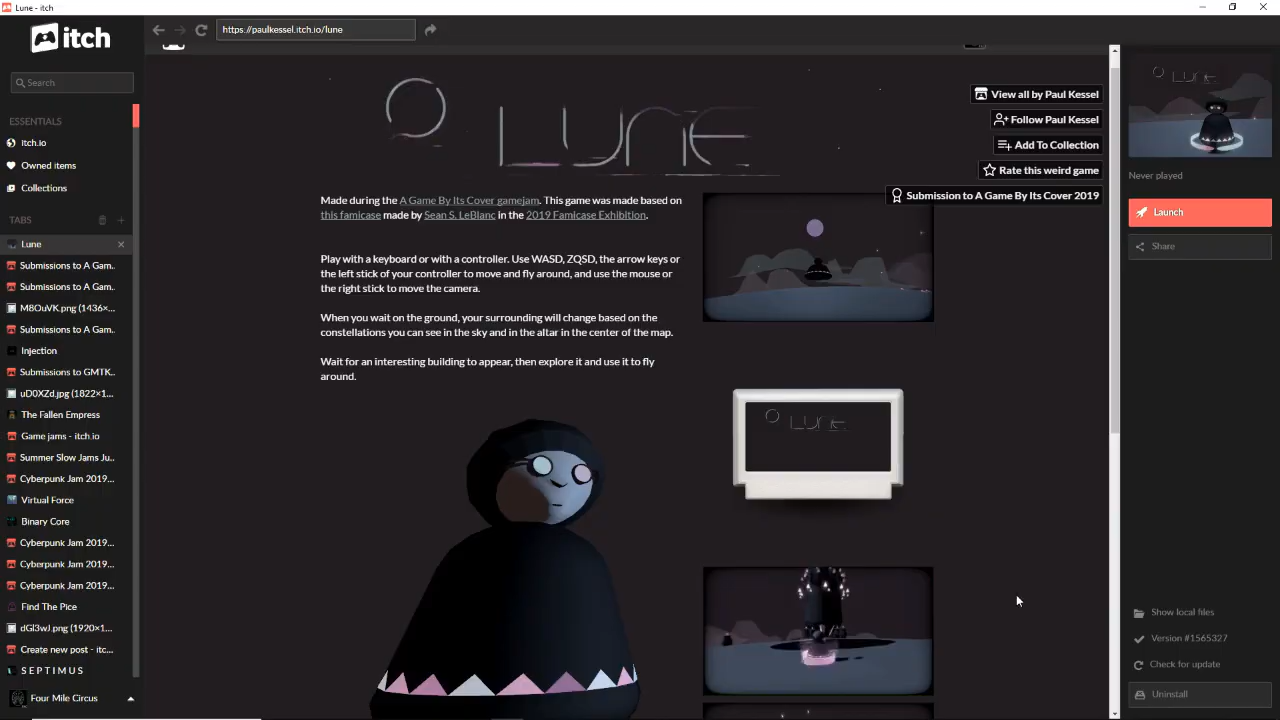 Lune - itch
itch
https://paulkessel.itch.io/lune
Search
ESSENTIALS
itch.io
Owned items
Collections
TABS
Lune
Submissions to A Gam..
Submissions to A Gam..
M8OuVK.png (1436×...
Submissions to A Gam..
Injection
Submissions to GMTK...
uD0XZd.jpg (1822×1...
The Fallen Empress
Game jams - itch.io
Summer Slow Jams Ju...
Cyberpunk Jam 2019...
Virtual Force
Binary Core
Cyberpunk Jam 2019...
Cyberpunk Jam 2019...
Cyberpunk Jam 2019...
Find The Pice
dGl3wJ.png (1920×1...
Create new post - itc...
S E P T I M U S
Four Mile Circus
LUNE
View all by Paul Kessel
Follow Paul Kessel
Add To Collection
Rate this weird game
Submission to A Game By Its Cover 2019
Made during the A Game By Its Cover gamejam. This game was made based on
this famicase made by Sean S. LeBlanc in the 2019 Famicase Exhibition.
Play with a keyboard or with a controller. Use WASD, ZQSD, the arrow keys or
the left stick of your controller to move and fly around, and use the mouse or
the right stick to move the camera.
When you wait on the ground, your surrounding will change based on the
constellations you can see in the sky and in the altar in the center of the map.
Wait for an interesting building to appear, then explore it and use it to fly
around.
LUNE
LUNE
Never played
Launch
Share
Show local files
Version #1565327
Check for update
Uninstall